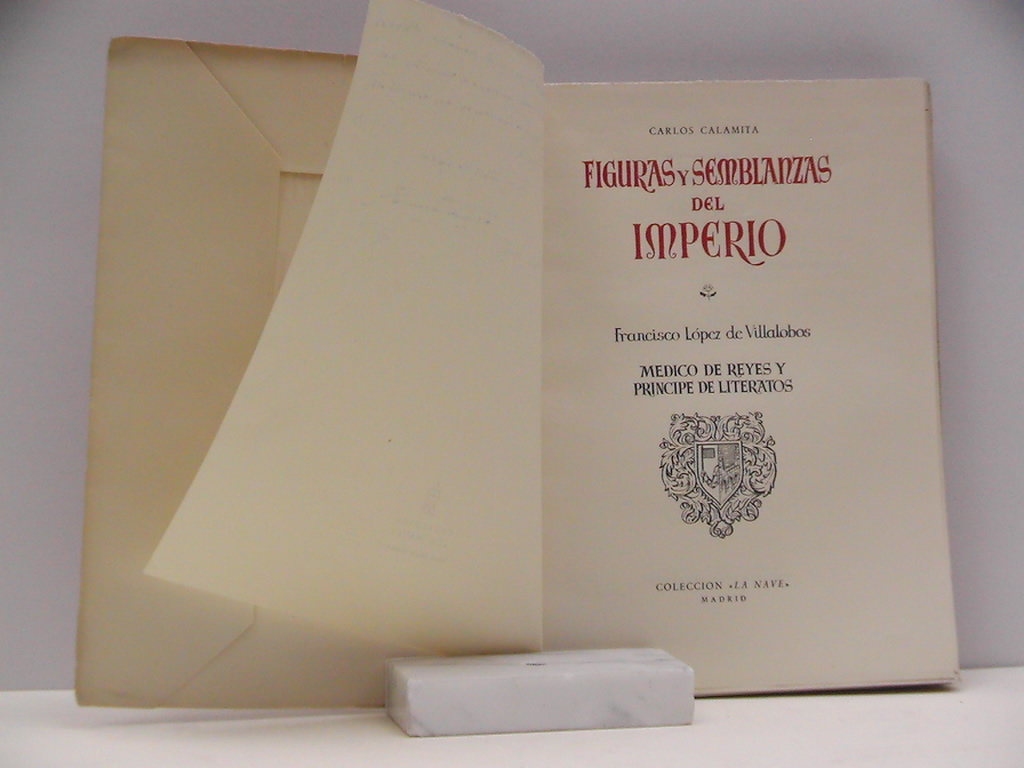 CARLOS CALAMITA
FIGURAS Y SEMBLANZAS
DEL
IMPERIO
Francisco López de Villalobos
MEDICO DE REYES Y
PRINCIPE DE LITERATOS
COLECCION «LA NAVE»
MADRID